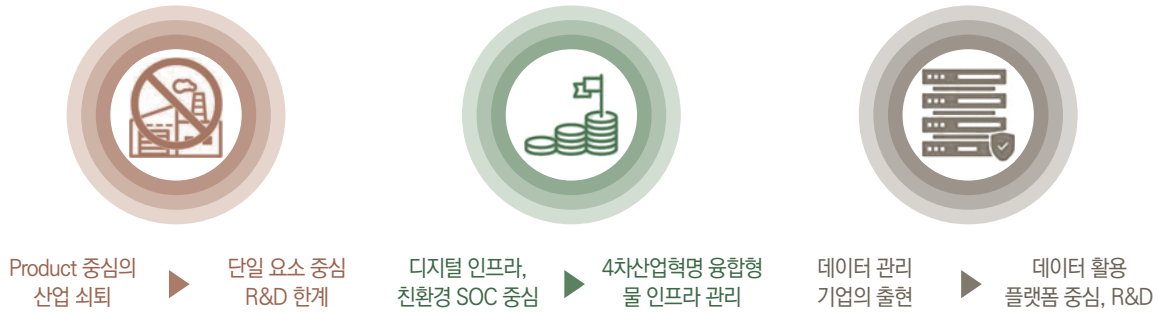 Product 중심의
산업 쇠퇴
단일 요소 중심
R&D 한계
디지털 인프라,
친환경 SOC 중심
4차산업혁명 융합형
물 인프라 관리
데이터 관리
기업의 출현
데이터 활용
플랫폼 중심, R&D